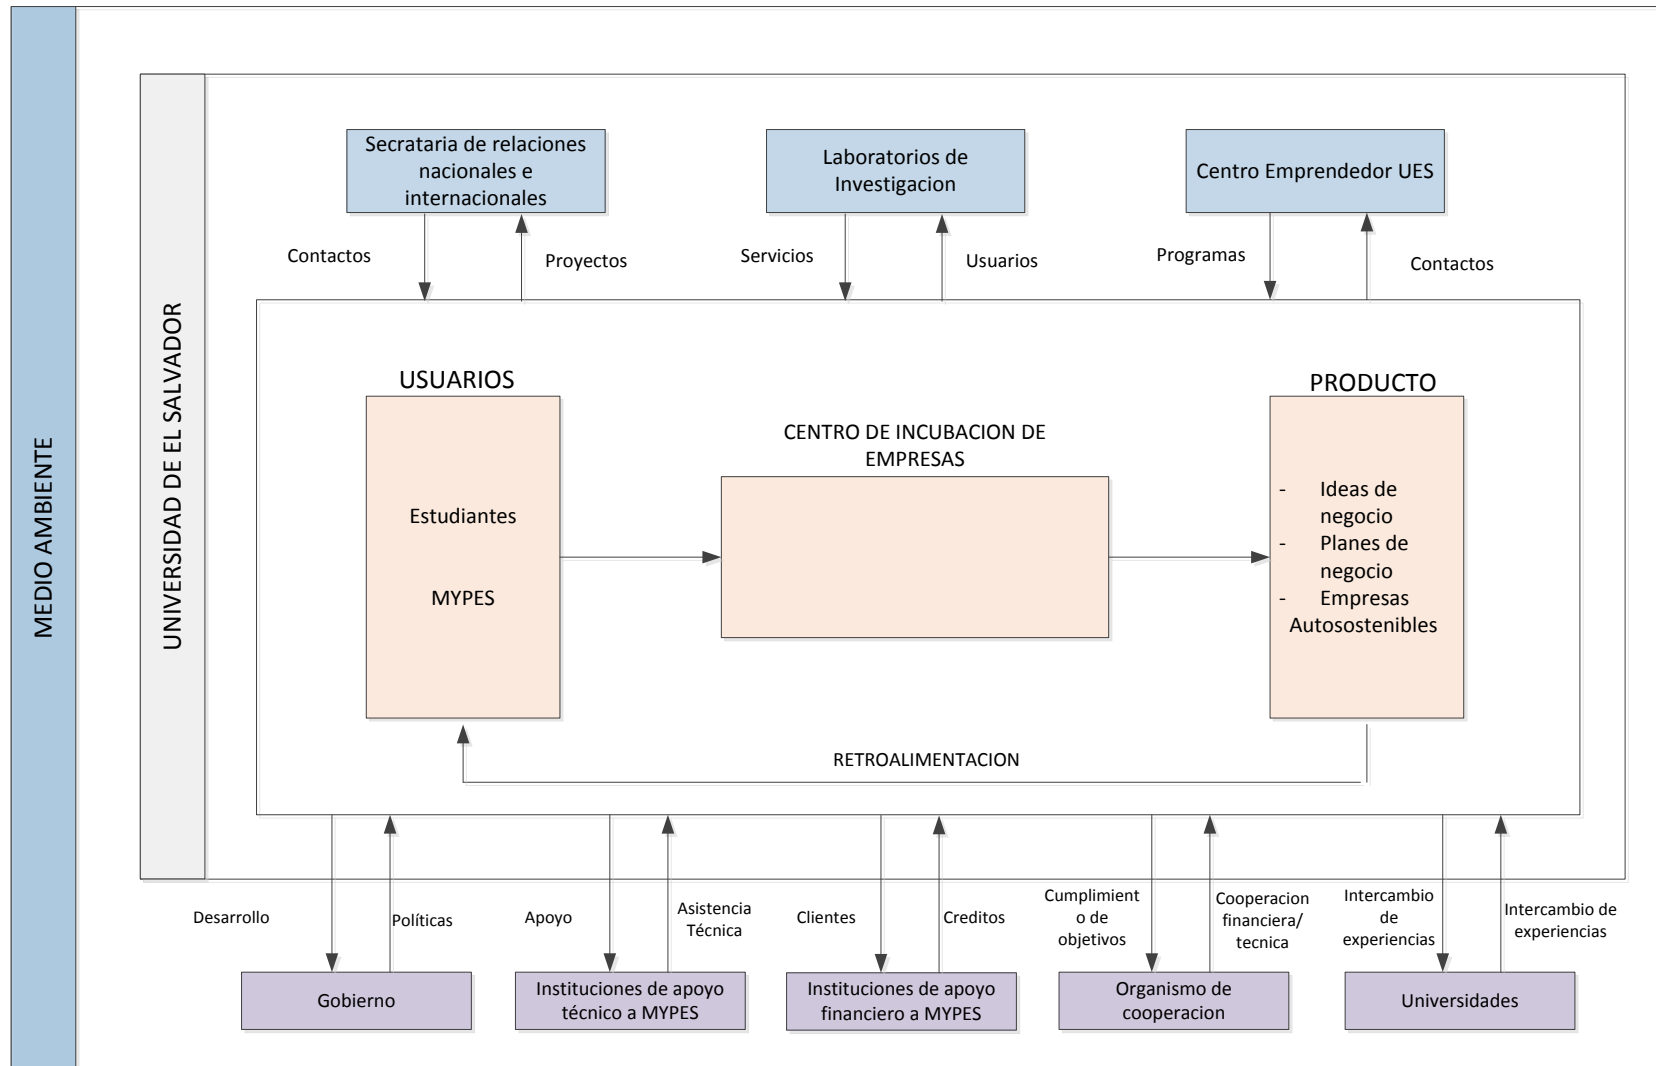 MEDIO AMBIENTE
UNIVERSIDAD DE EL SALVADOR
Secrataria de relaciones
nacionales e
internacionales
Laboratorios de
Investigacion
Centro Emprendedor UES
Contactos
Proyectos
Servicios
Usuarios
Programas
Contactos
USUARIOS
Estudiantes
MYPES
CENTRO DE INCUBACION DE
EMPRESAS
PRODUCTO
- Ideas de
negocio
- Planes de
negocio
- Empresas
Autosostenibles
RETROALIMENTACION
Desarrollo
Políticas
Apoyo
Asistencia
Técnica
Clientes
Creditos
Cumplimient
o de
objetivos
Cooperacion
financiera/
tecnica
Intercambio
de
experiencias
Intercambio de
experiencias
Gobierno
Instituciones de apoyo
técnico a MYPES
Instituciones de apoyo
financiero a MYPES
Organismo de
cooperacion
Universidades